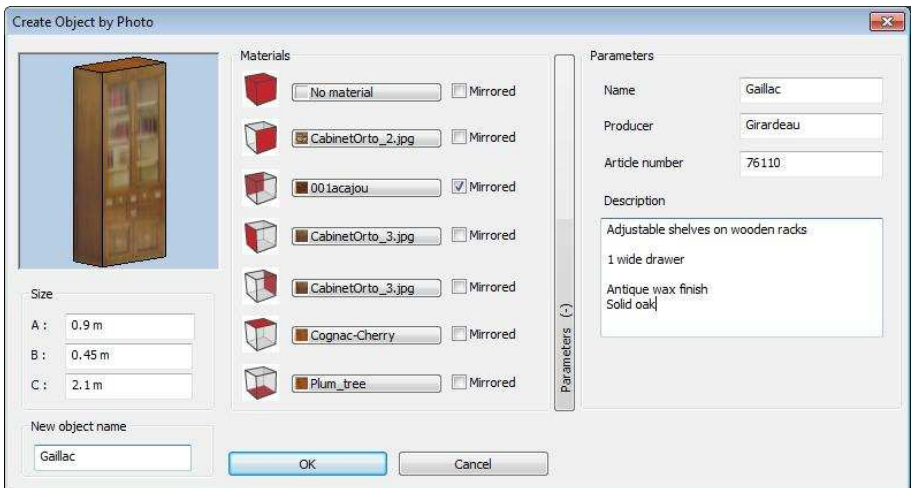 Create Object by Photo
Materials
No material
Mirrored
CabinetOrto_2.jpg
Mirrored
001acajou
Mirrored
CabinetOrto_3.jpg
Mirrored
CabinetOrto_3.jpg
Mirrored
Cognac-Cherry
Mirrored
Plum_tree
Mirrored
Size
A :
0.9 m
B :
0.45 m
C :
2.1 m
New object name
Gaillac
OK
Cancel
Parameters (-)
Parameters
Name
Gaillac
Producer
Girardeau
Article number
76110
Description
Adjustable shelves on wooden racks
1 wide drawer
Antique wax finish
Solid oak